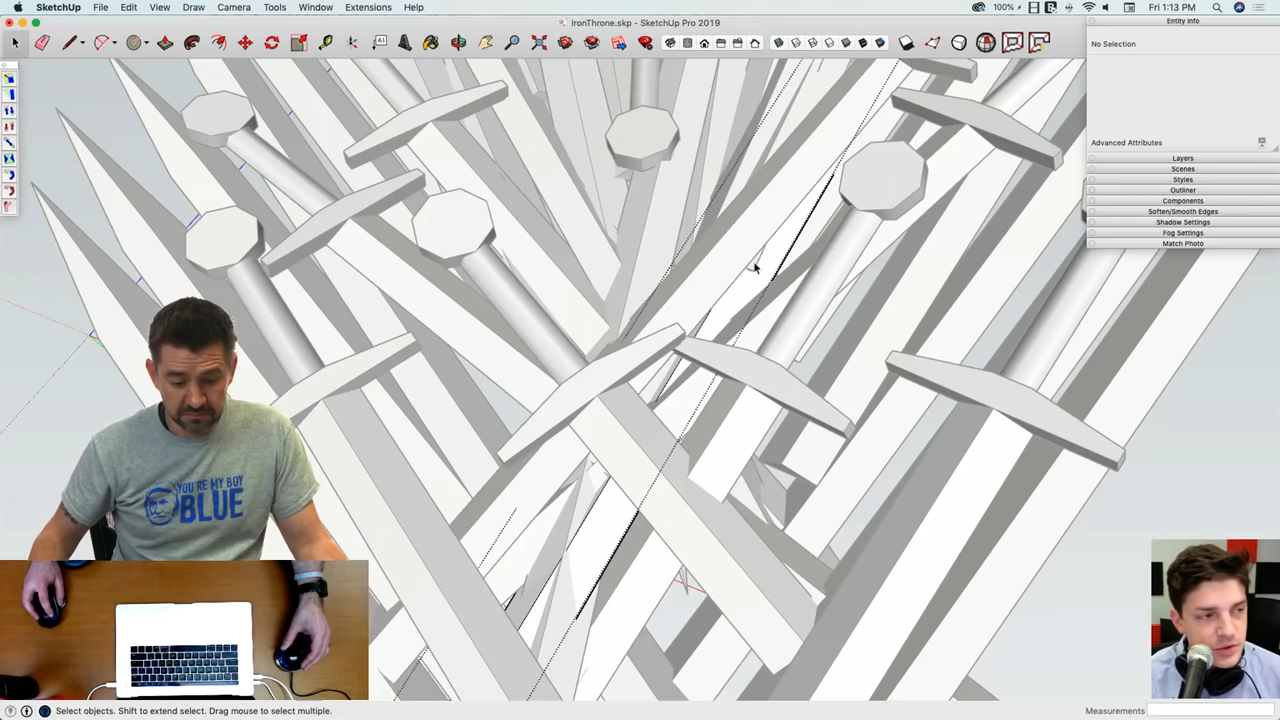 SketchUp File Edit View Draw Camera Tools Window Extensions Help
100% Fri 1:13 PM
IronThrone.skp - SketchUp Pro 2019
Entity Info
No Selection
Advanced Attributes
Layers
Scenes
Styles
Outliner
Components
Soften/Smooth Edges
Shadow Settings
Fog Settings
Match Photo
YOU'RE MY BOY
BLUE
Select objects. Shift to extend select. Drag mouse to select multiple.
Measurements